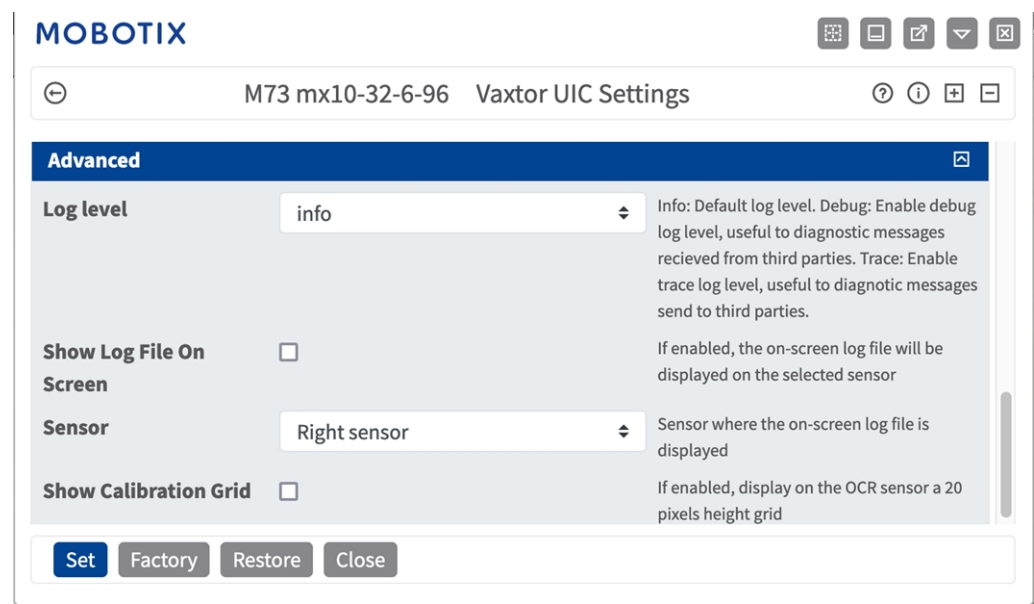 MOBOTIX
M73 mx10-32-6-96 Vaxtor UIC Settings
Advanced
Log level
info
Info: Default log level. Debug: Enable debug
log level, useful to diagnostic messages
recieved from third parties. Trace: Enable
trace log level, useful to diagnotic messages
send to third parties.
Show Log File On
Screen
If enabled, the on-screen log file will be
displayed on the selected sensor
Sensor
Right sensor
Sensor where the on-screen log file is
displayed
Show Calibration Grid
If enabled, display on the OCR sensor a 20
pixels height grid
Set Factory Restore Close